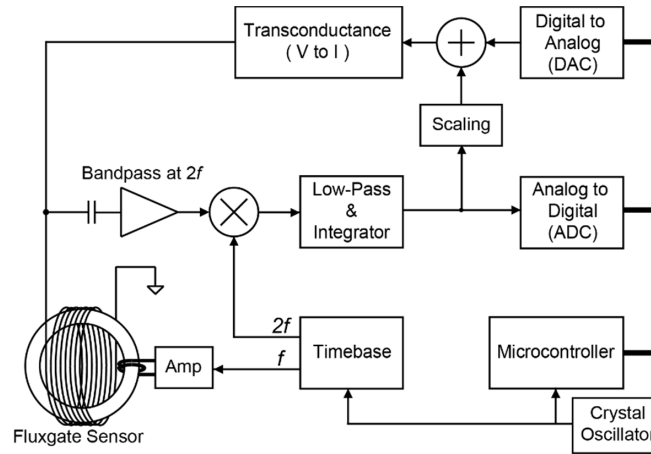 Transconductance
( V to I )
+
Digital to
Analog
(DAC)
Scaling
Bandpass at 2f
Low-Pass
&
Integrator
Analog to
Digital
(ADC)
2f
f
Amp
Timebase
Microcontroller
Crystal
Oscillator
Fluxgate Sensor